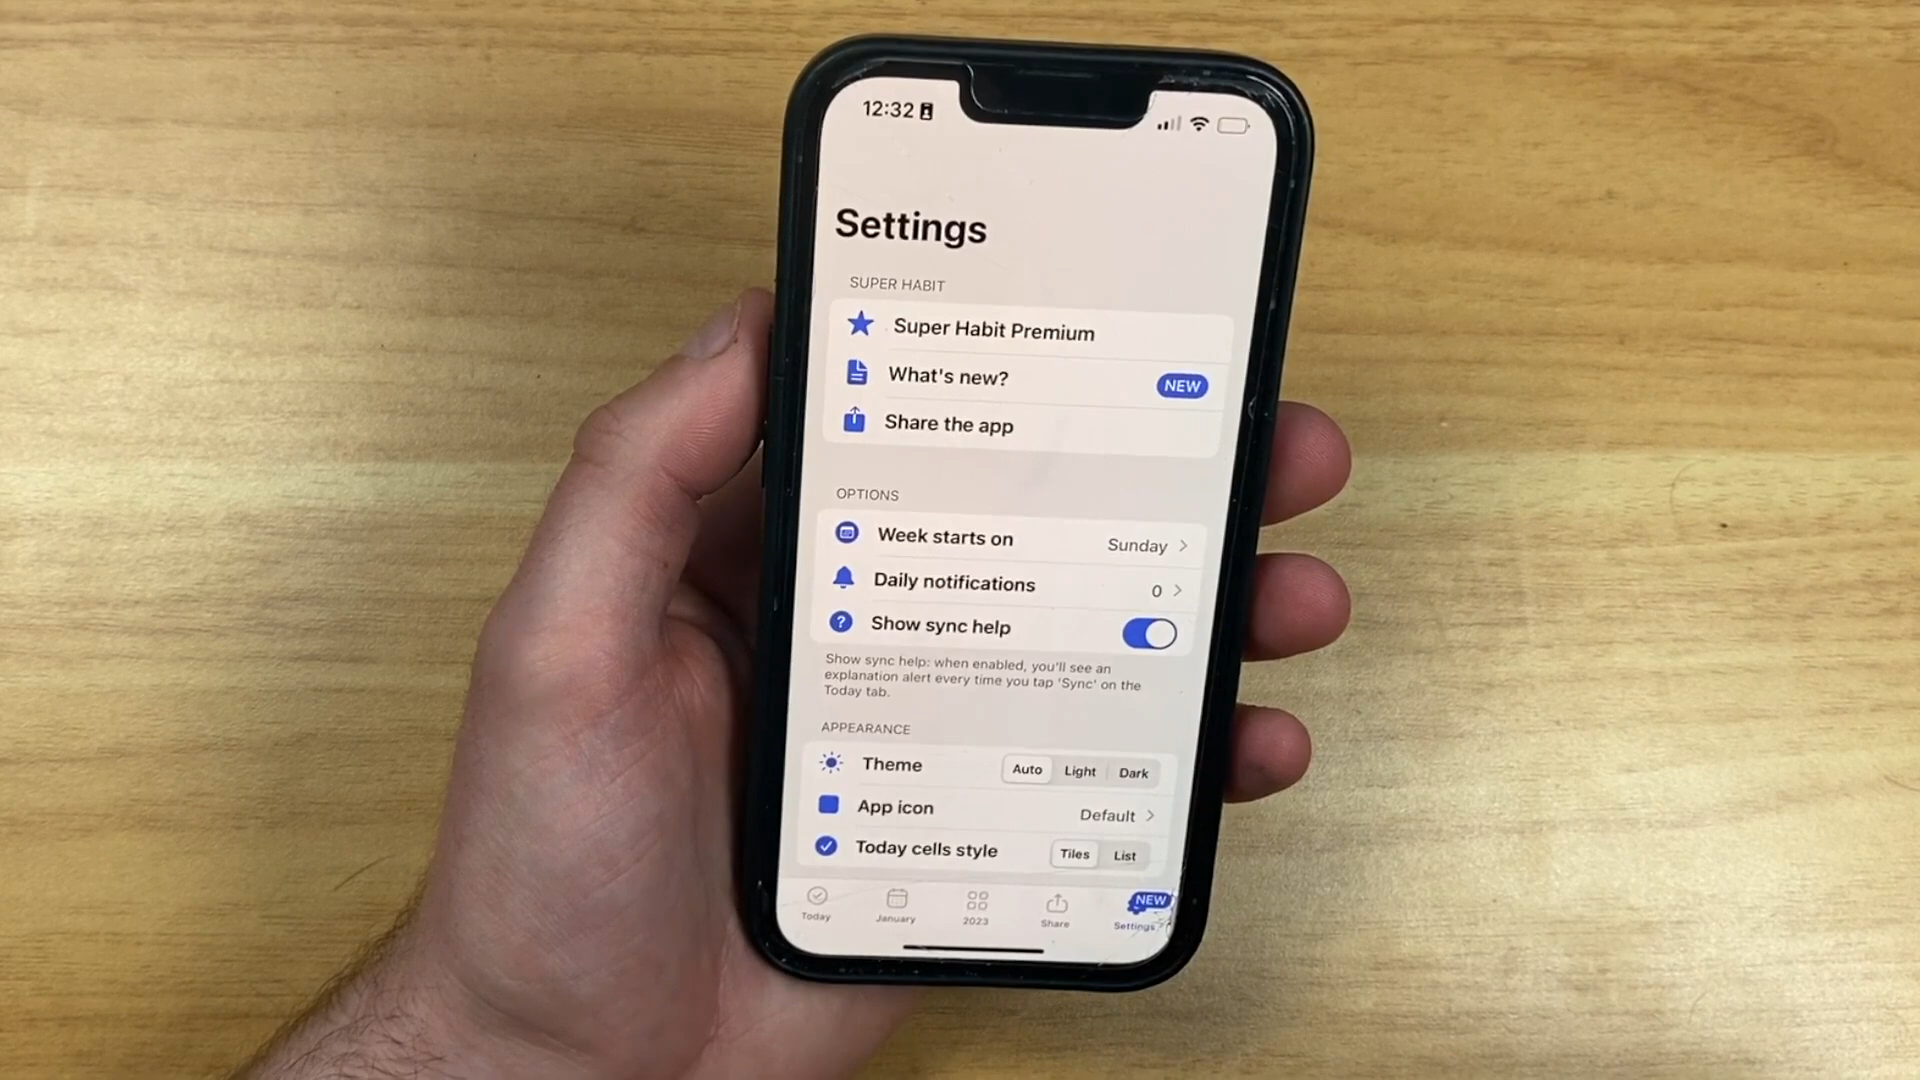 12:32
Settings
SUPER HABIT
Super Habit Premium
What's new? NEW
Share the app
OPTIONS
Week starts on Sunday
Daily notifications 0
Show sync help
Show sync help: when enabled, you'll see an
explanation alert every time you tap 'Sync' on the
Today tab.
APPEARANCE
Theme Auto Light Dark
App icon Default
Today cells style Tiles List
NEW
Today January 2023 Share Settings